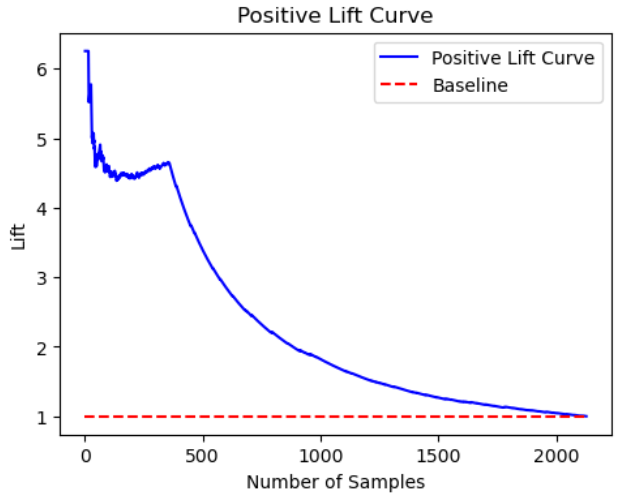 Positive Lift Curve
Positive Lift Curve
Baseline
6
5
4
3
2
1
Lift
0
500
1000
1500
2000
Number of Samples